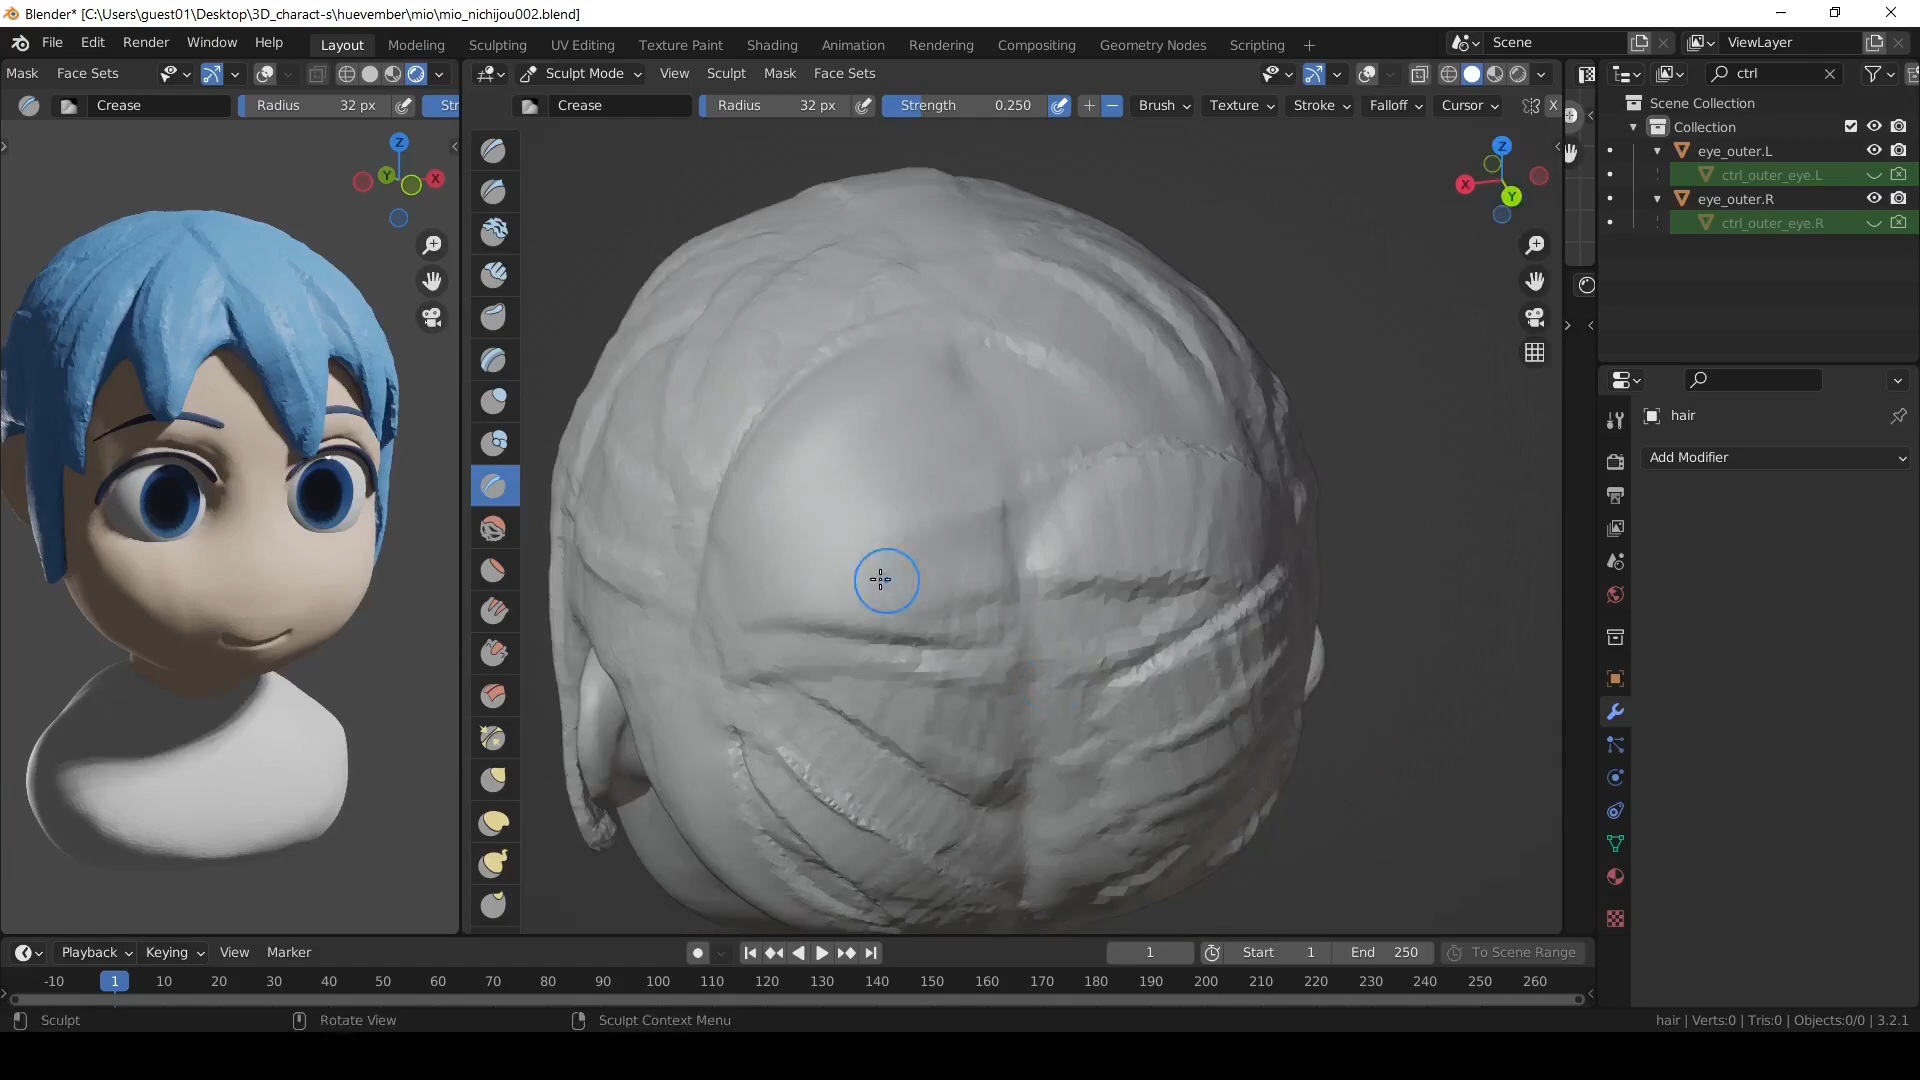 Blender* [C:\Users\guest01\Desktop\3D_charact-s\huevember\mio\mio_nichijou002.blend]
File Edit Render Window Help Layout Modeling Sculpting UV Editing Texture Paint Shading Animation Rendering Compositing Geometry Nodes Scripting + Scene ViewLayer
Mask Face Sets Sculpt Mode View Sculpt Mask Face Sets ctrl
Crease Radius 32 px Str Crease Radius 32 px Strength 0.250 Brush Texture Stroke Falloff Cursor X
Scene Collection
Collection
eye_outer.L
ctrl_outer_eye.L
eye_outer.R
ctrl_outer_eye.R
Z
Y
X
Z
X
Y
hair
Add Modifier
Playback Keying View Marker 1 Start 1 End 250 To Scene Range
-10 1 10 20 30 40 50 60 70 80 90 100 110 120 130 140 150 160 170 180 190 200 210 220 230 240 250 260
Sculpt Rotate View Sculpt Context Menu hair | Verts:0 | Tris:0 | Objects:0/0 | 3.2.1